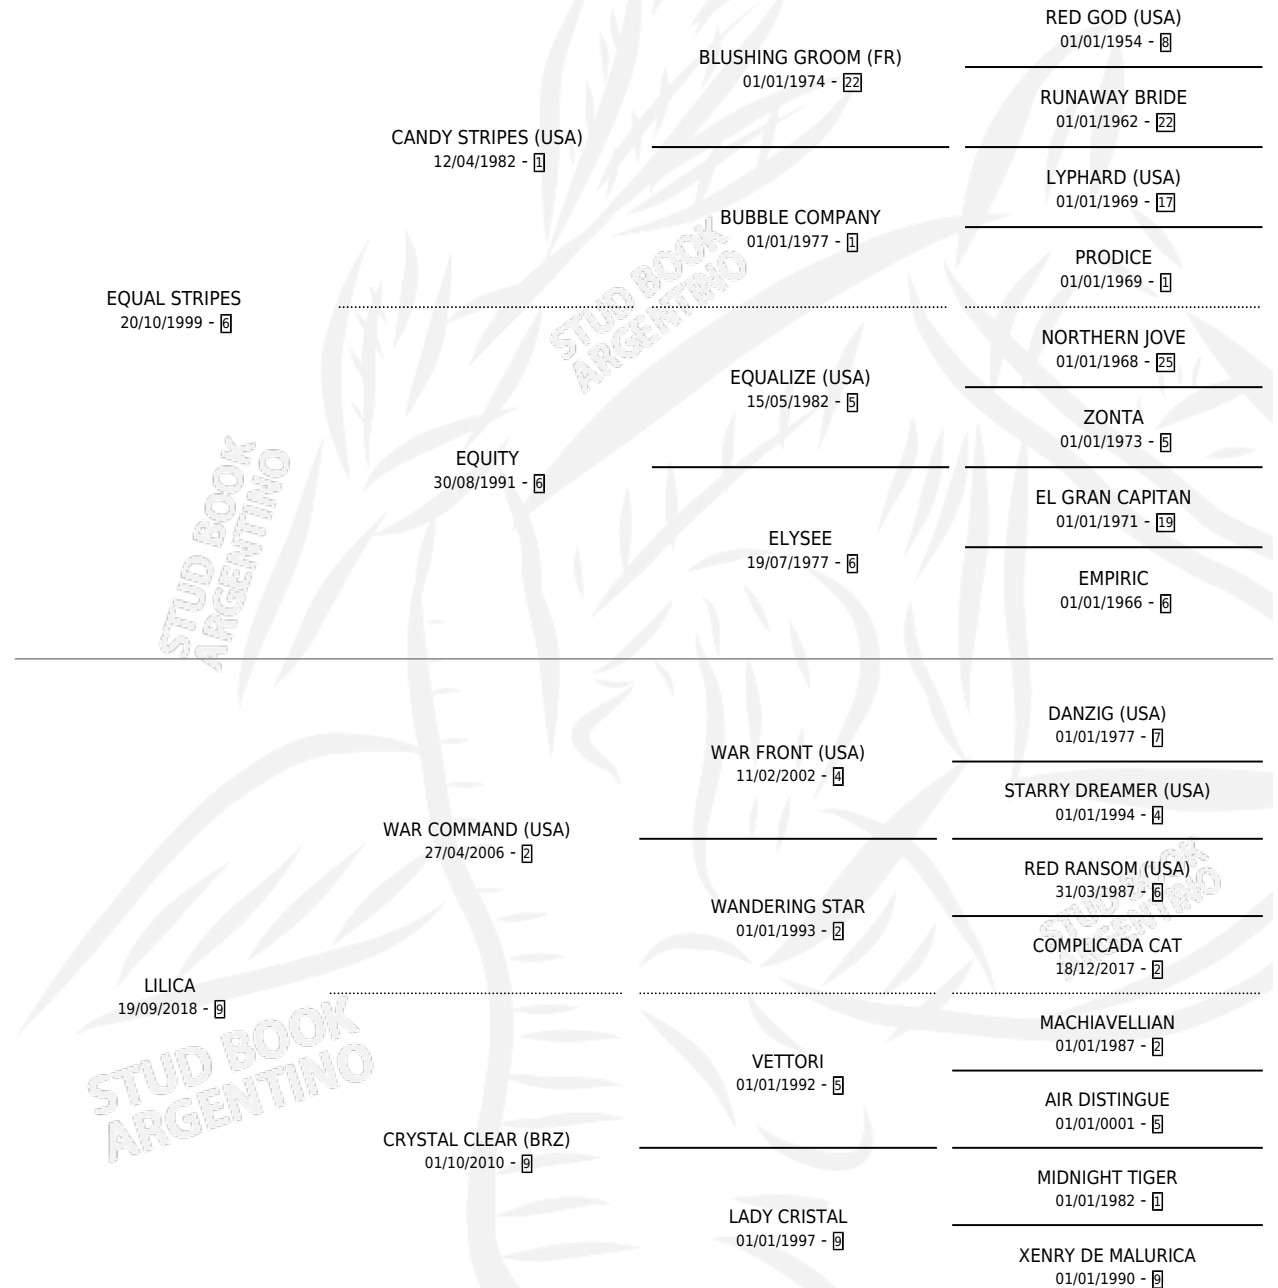 RED GOD (USA)
01/01/1954 - 8
BLUSHING GROOM (FR)
01/01/1974 - 22
RUNAWAY BRIDE
01/01/1962 - 22
CANDY STRIPES (USA)
12/04/1982 - 1
LYPHARD (USA)
01/01/1969 - 17
BUBBLE COMPANY
01/01/1977 - 1
PRODICE
01/01/1969 - 1
EQUAL STRIPES
20/10/1999 - 6
NORTHERN JOVE
01/01/1968 - 25
EQUALIZE (USA)
15/05/1982 - 5
ZONTA
01/01/1973 - 5
EQUITY
30/08/1991 - 6
EL GRAN CAPITAN
01/01/1971 - 19
ELYSEE
19/07/1977 - 6
EMPIRIC
01/01/1966 - 6
STUD BOOK
ARGENTINO
STUD BOOK
ARGENTINO
DANZIG (USA)
01/01/1977 - 7
WAR FRONT (USA)
11/02/2002 - 4
STARRY DREAMER (USA)
01/01/1994 - 4
WAR COMMAND (USA)
27/04/2006 - 2
RED RANSOM (USA)
31/03/1987 - 6
WANDERING STAR
01/01/1993 - 2
COMPLICADA CAT
18/12/2017 - 2
LILICA
19/09/2018 - 9
MACHIAVELLIAN
01/01/1987 - 2
VETTORI
01/01/1992 - 5
AIR DISTINGUE
01/01/0001 - 5
CRYSTAL CLEAR (BRZ)
01/10/2010 - 9
MIDNIGHT TIGER
01/01/1982 - 1
LADY CRISTAL
01/01/1997 - 9
XENRY DE MALURICA
01/01/1990 - 9
STUD BOOK
ARGENTINO
STUD BOOK
ARGENTINO